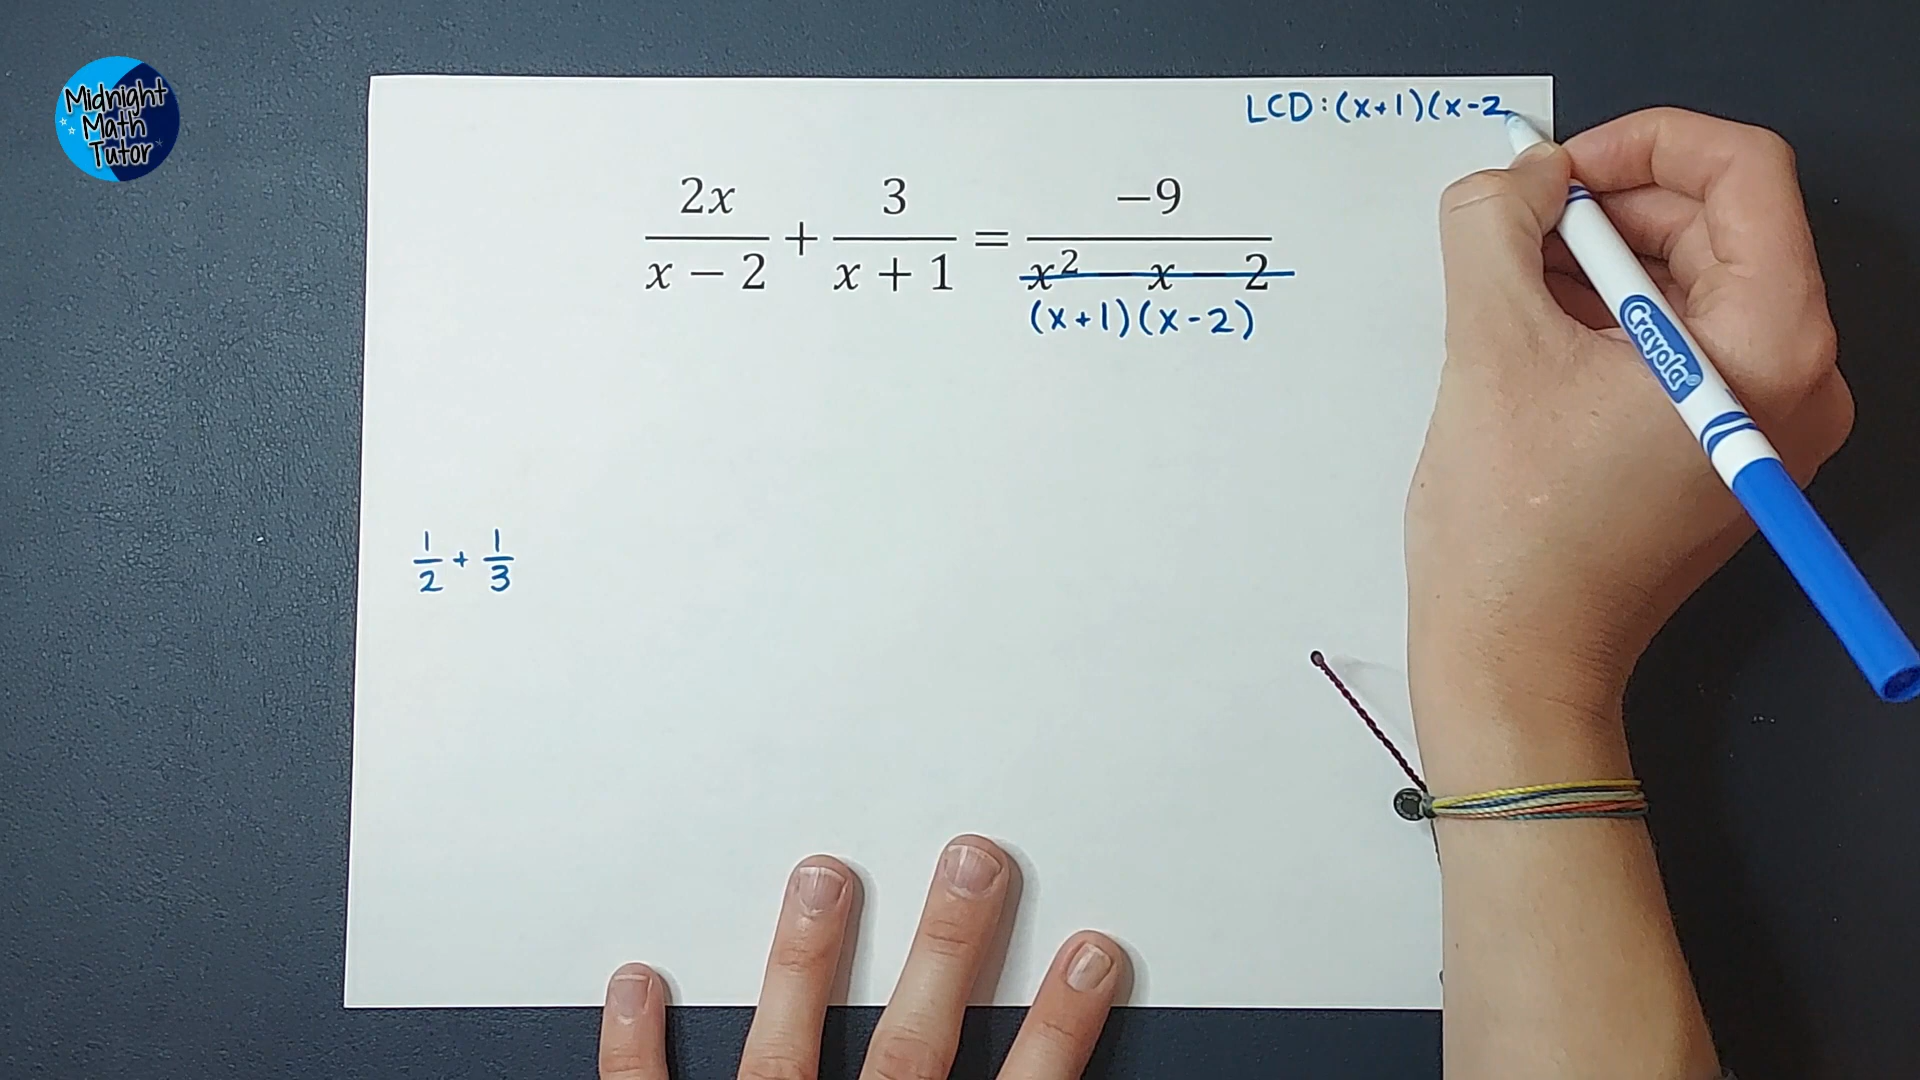 Midnight
Math
Tutor
LCD: (x+1)(x-2
2x/(x − 2) + 3/(x + 1) = −9/(x² − x − 2)
(x+1)(x-2)
1/2 + 1/3
Crayola